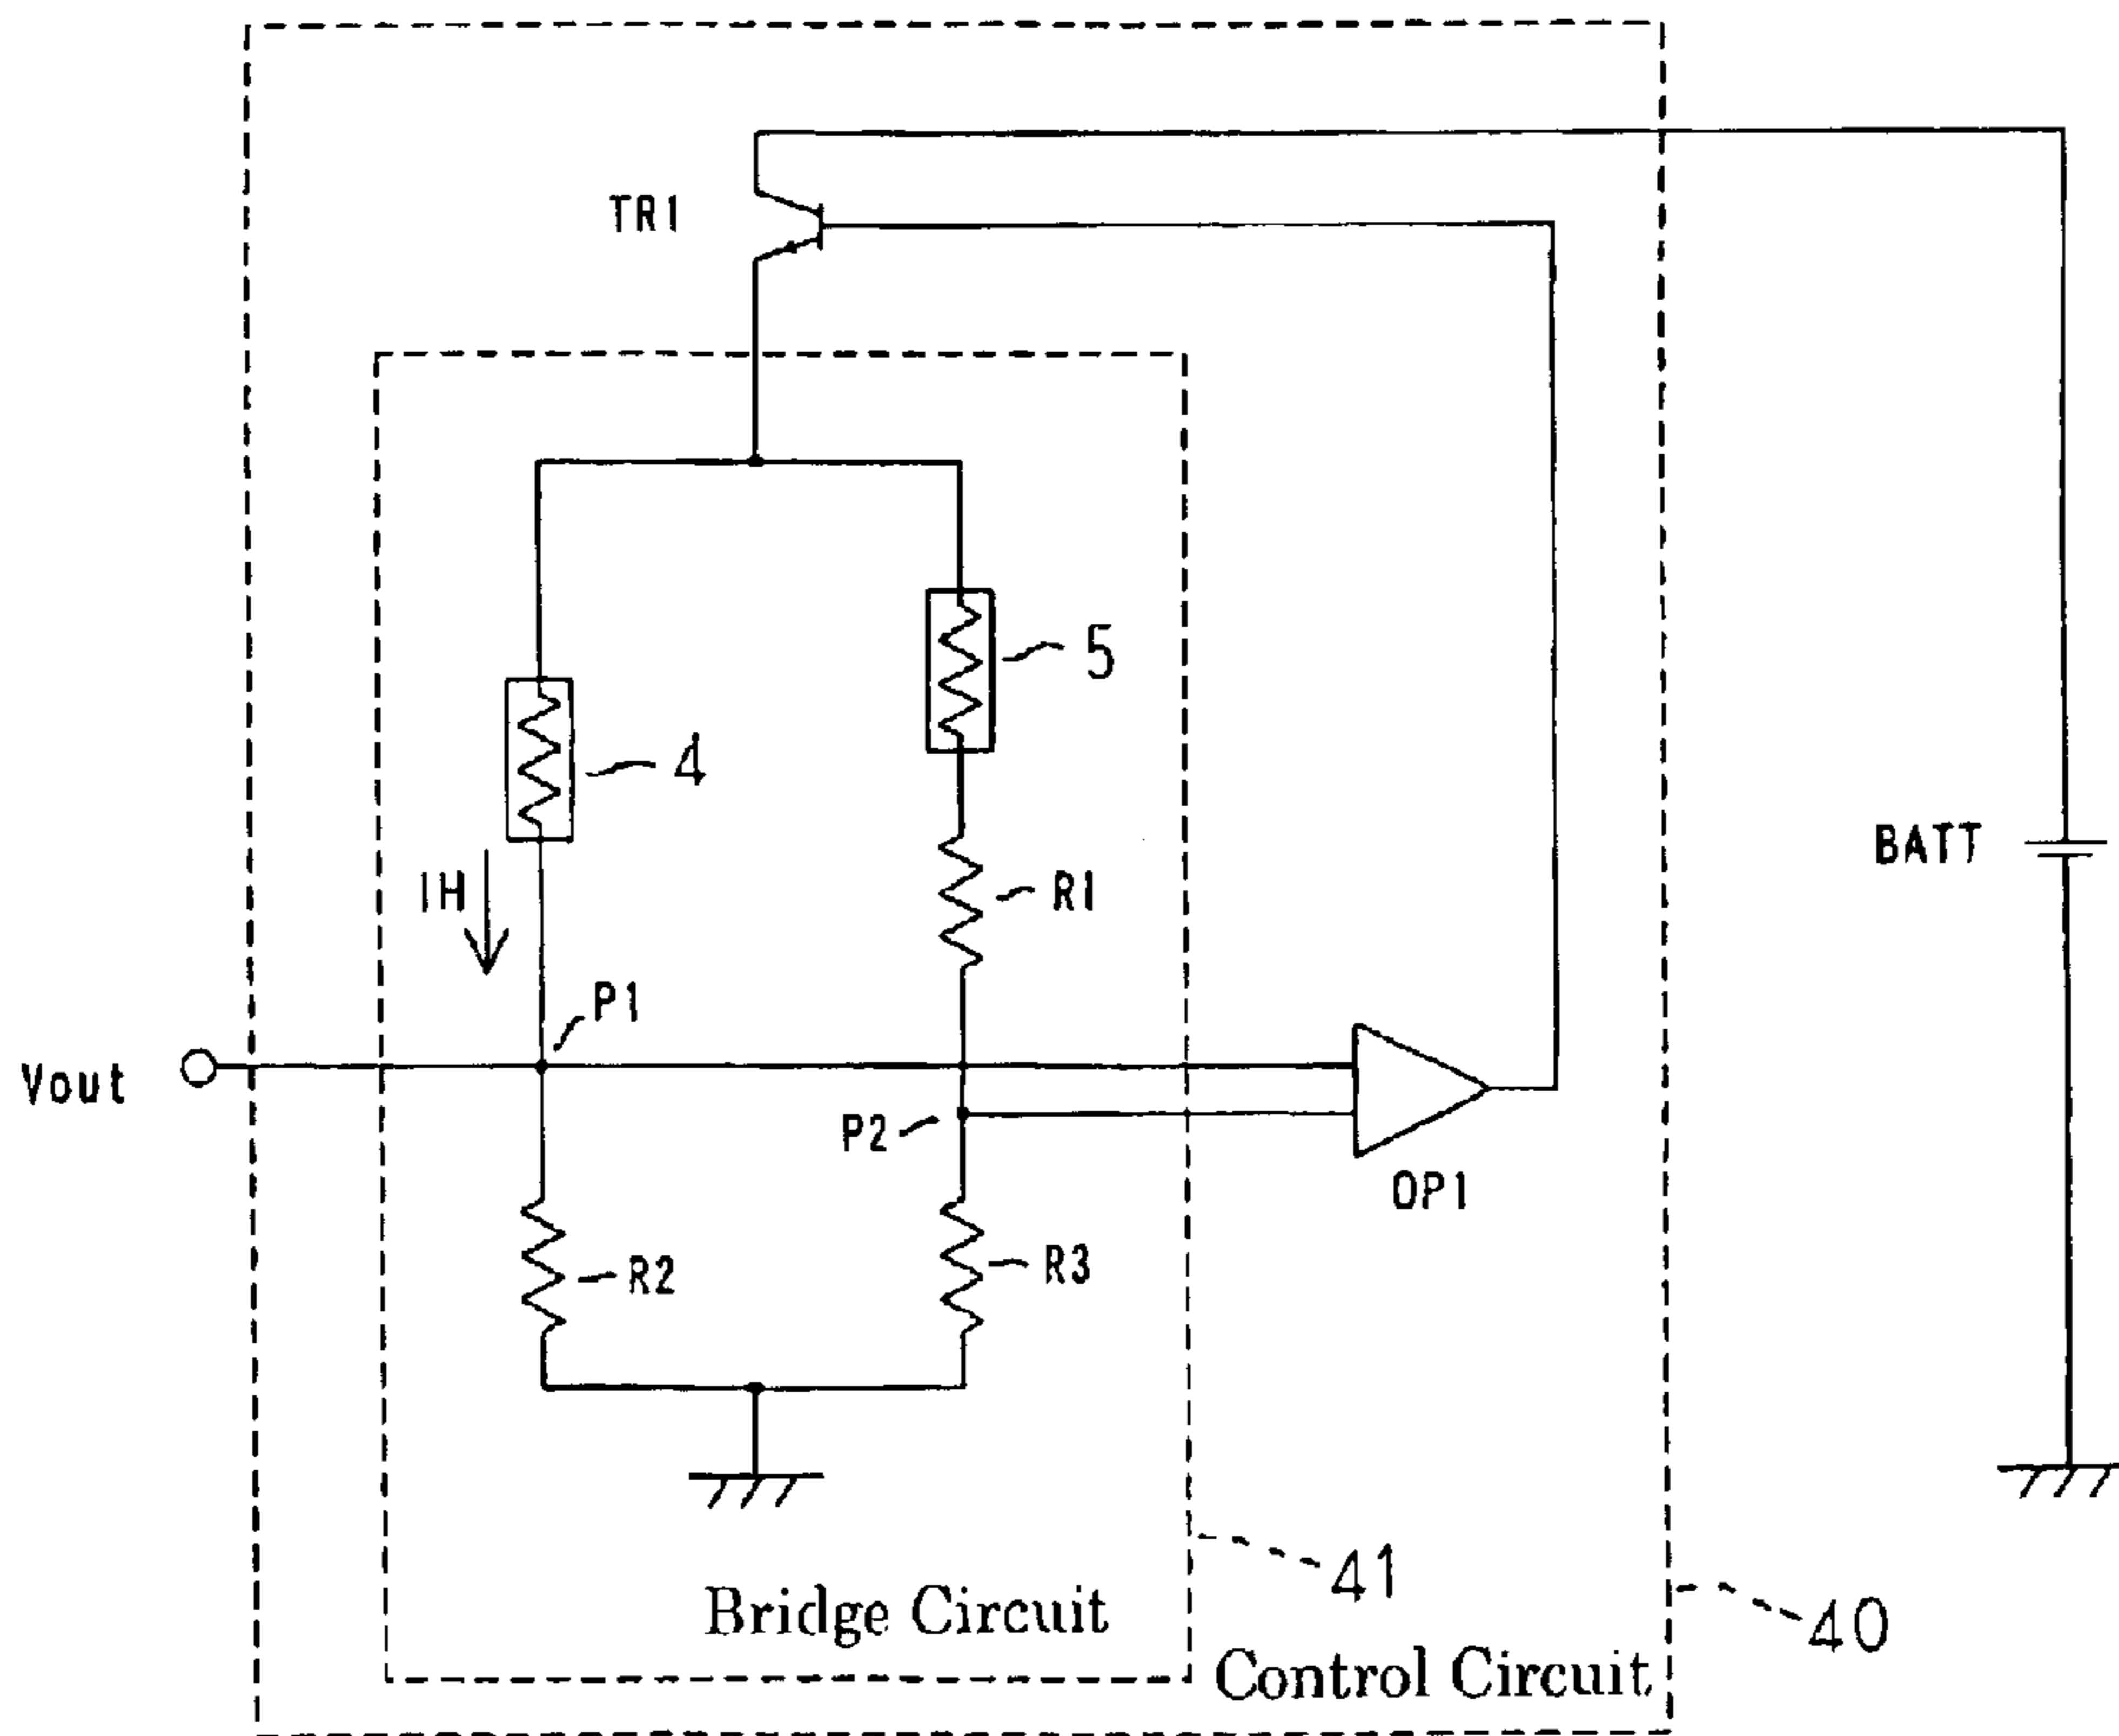 TR1
5
4
BATT
IH
R1
P1
Vout
P2
OP1
R2
R3
41
Bridge Circuit
40
Control Circuit